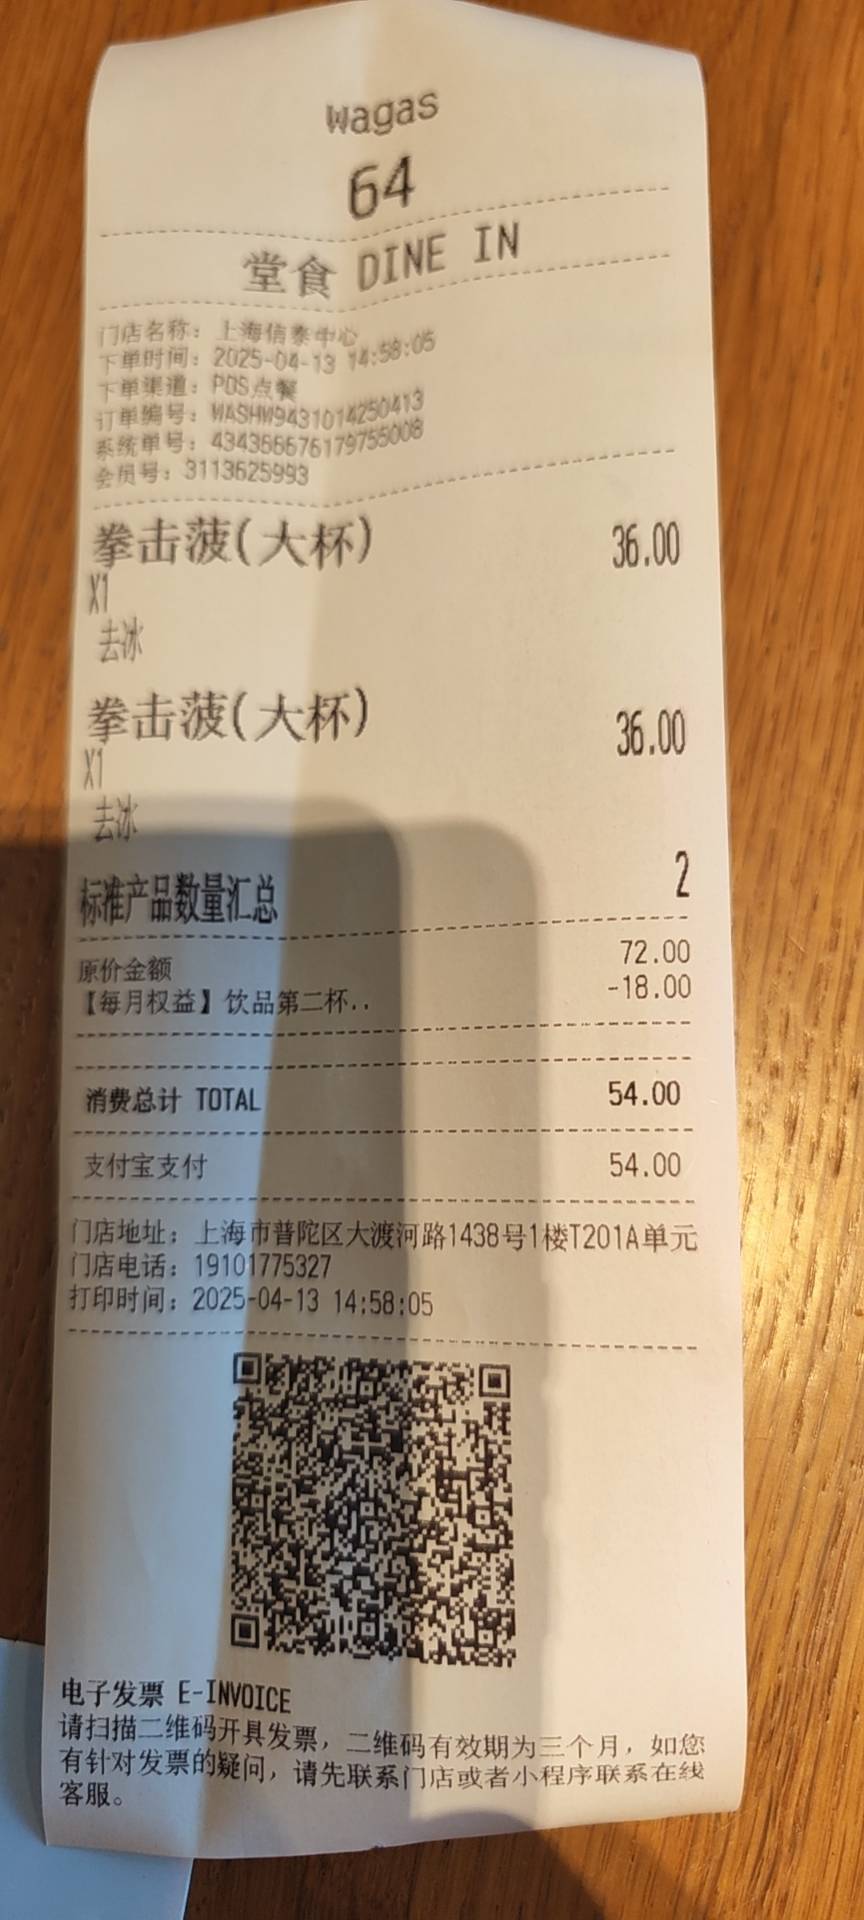 wagas
64
堂食 DINE IN
门店名称：上海信泰中心
下单时间：2025-04-13 14:58:05
下单渠道：POS点餐
订单编号：WASHW9431014250413
系统单号：4343566676179755008
会员号：3113625993
拳击菠(大杯) 36.00
X1
去冰
拳击菠(大杯) 36.00
X1
去冰
标准产品数量汇总 2
原价金额 72.00
【每月权益】饮品第二杯.. -18.00
消费总计 TOTAL 54.00
支付宝支付 54.00
门店地址：上海市普陀区大渡河路1438号1楼T201A单元
门店电话：19101775327
打印时间：2025-04-13 14:58:05
电子发票 E-INVOICE
请扫描二维码开具发票，二维码有效期为三个月，如您
有针对发票的疑问，请先联系门店或者小程序联系在线
客服。